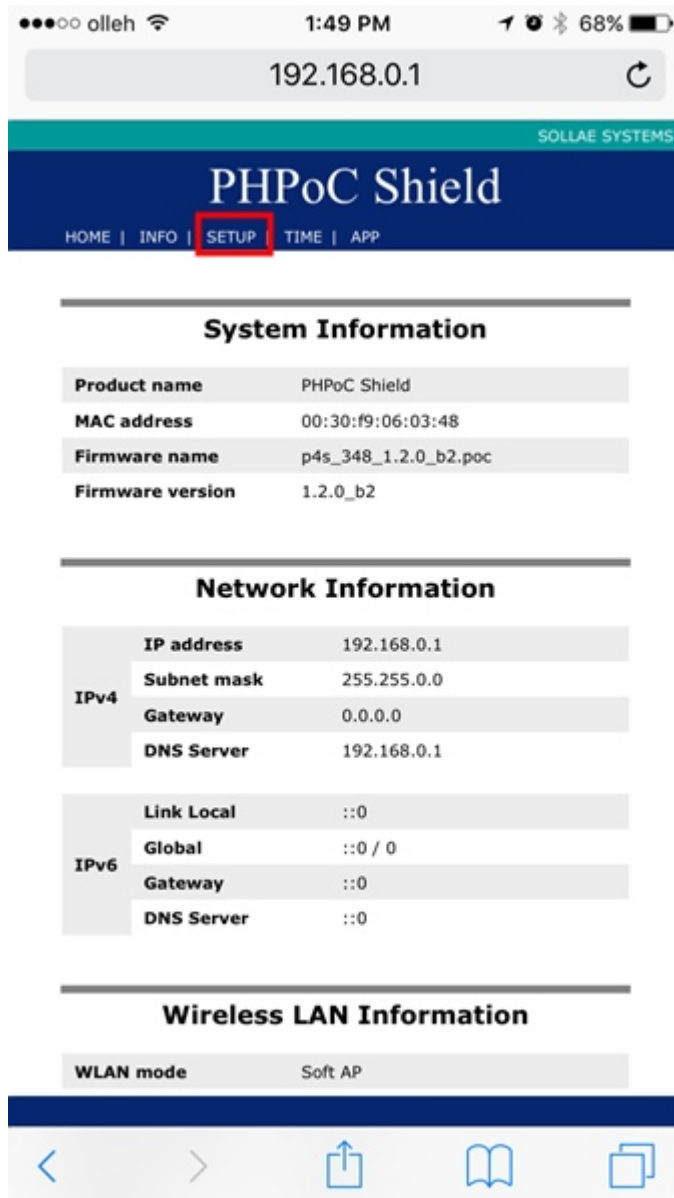 olleh 1:49 PM 68%
192.168.0.1
SOLLAE SYSTEMS
PHPoC Shield
HOME | INFO | SETUP | TIME | APP
System Information
Product name PHPoC Shield
MAC address 00:30:f9:06:03:48
Firmware name p4s_348_1.2.0_b2.poc
Firmware version 1.2.0_b2
Network Information
IPv4
IP address 192.168.0.1
Subnet mask 255.255.0.0
Gateway 0.0.0.0
DNS Server 192.168.0.1
IPv6
Link Local ::0
Global ::0 / 0
Gateway ::0
DNS Server ::0
Wireless LAN Information
WLAN mode Soft AP